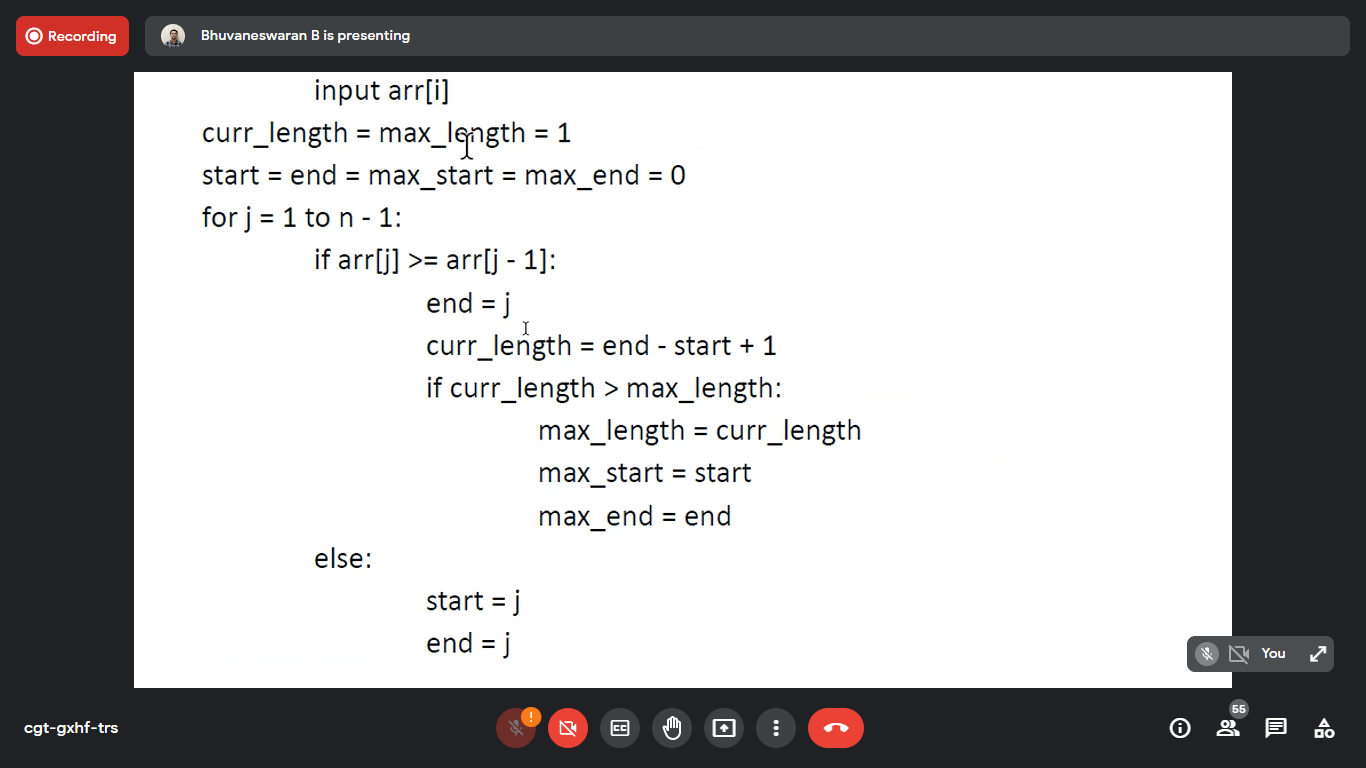 Recording
Bhuvaneswaran B is presenting
input arr[i]
curr_length = max_length = 1
start = end = max_start = max_end = 0
for j = 1 to n - 1:
if arr[j] >= arr[j - 1]:
end = j
curr_length = end - start + 1
if curr_length > max_length:
max_length = curr_length
max_start = start
max_end = end
else:
start = j
end = j
You
55
cgt-gxhf-trs
!
CC